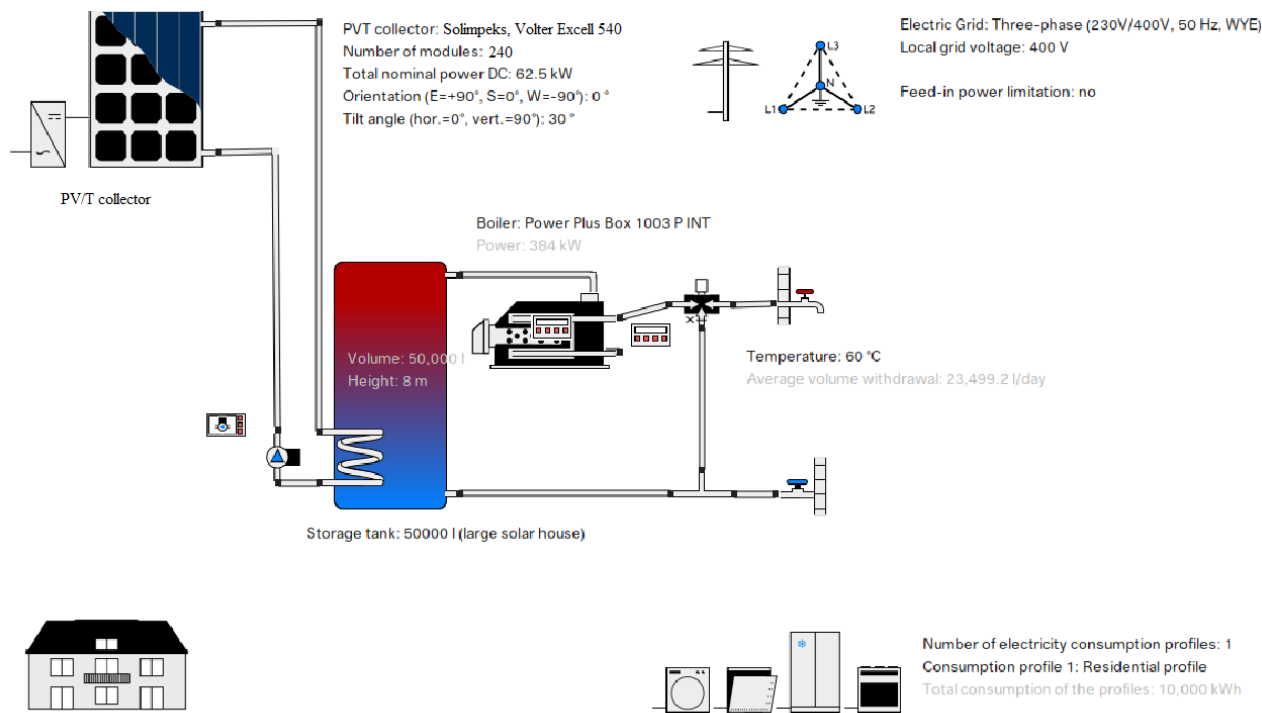 PVT collector: Solimpeks, Volter Excell 540
Number of modules: 240
Total nominal power DC: 62.5 kW
Orientation (E=+90°, S=0°, W=-90°): 0 °
Tilt angle (hor.=0°, vert.=90°): 30 °
Electric Grid: Three-phase (230V/400V, 50 Hz, WYE)
Local grid voltage: 400 V
Feed-in power limitation: no
L3
N
L1
L2
PV/T collector
Boiler: Power Plus Box 1003 P INT
Power: 384 kW
Volume: 50,000 l
Height: 8 m
Temperature: 60 °C
Average volume withdrawal: 23,499.2 l/day
Storage tank: 50000 l (large solar house)
Number of electricity consumption profiles: 1
Consumption profile 1: Residential profile
Total consumption of the profiles: 10,000 kWh